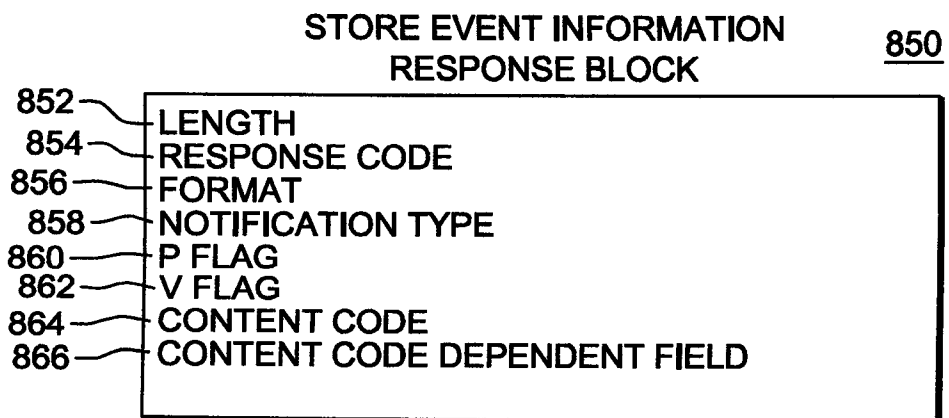 STORE EVENT INFORMATION
RESPONSE BLOCK
850
852 LENGTH
854 RESPONSE CODE
856 FORMAT
858 NOTIFICATION TYPE
860 P FLAG
862 V FLAG
864 CONTENT CODE
866 CONTENT CODE DEPENDENT FIELD